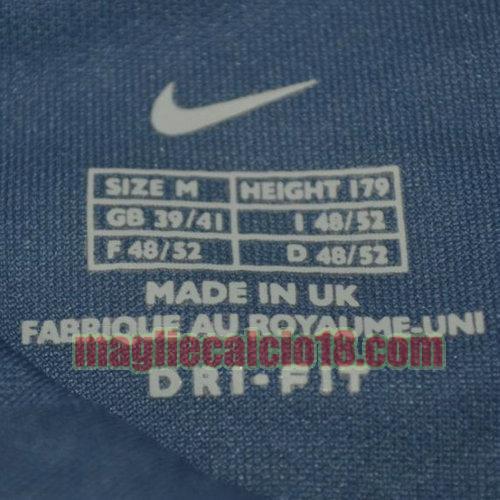 SIZE M HEIGHT 179
GB 39/41 I 48/52
F 48/52 D 48/52
MADE IN UK
FABRIQUE AU ROYAUME-UNI
magliecalcio18.com
DRI-FIT